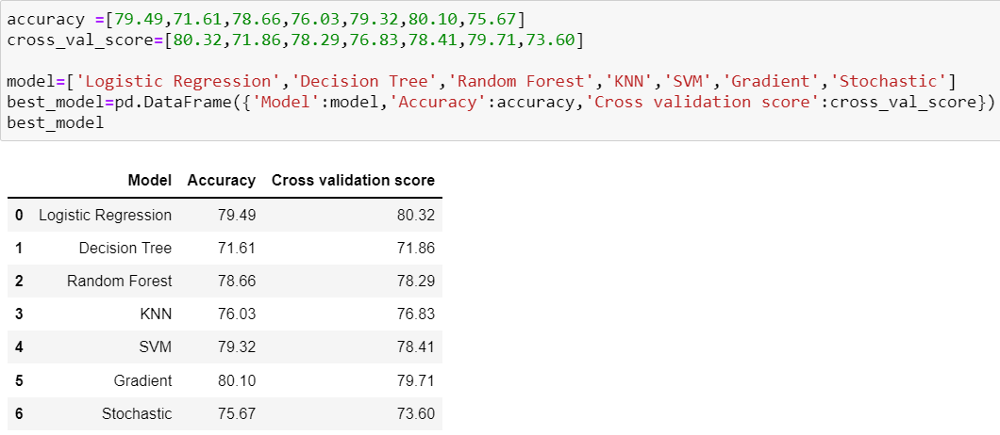 accuracy =[79.49,71.61,78.66,76.03,79.32,80.10,75.67]
cross_val_score=[80.32,71.86,78.29,76.83,78.41,79.71,73.60]
model=['Logistic Regression','Decision Tree','Random Forest','KNN','SVM','Gradient','Stochastic']
best_model=pd.DataFrame({'Model':model,'Accuracy':accuracy,'Cross validation score':cross_val_score})
best_model
Model Accuracy Cross validation score
0 Logistic Regression 79.49 80.32
1 Decision Tree 71.61 71.86
2 Random Forest 78.66 78.29
3 KNN 76.03 76.83
4 SVM 79.32 78.41
5 Gradient 80.10 79.71
6 Stochastic 75.67 73.60